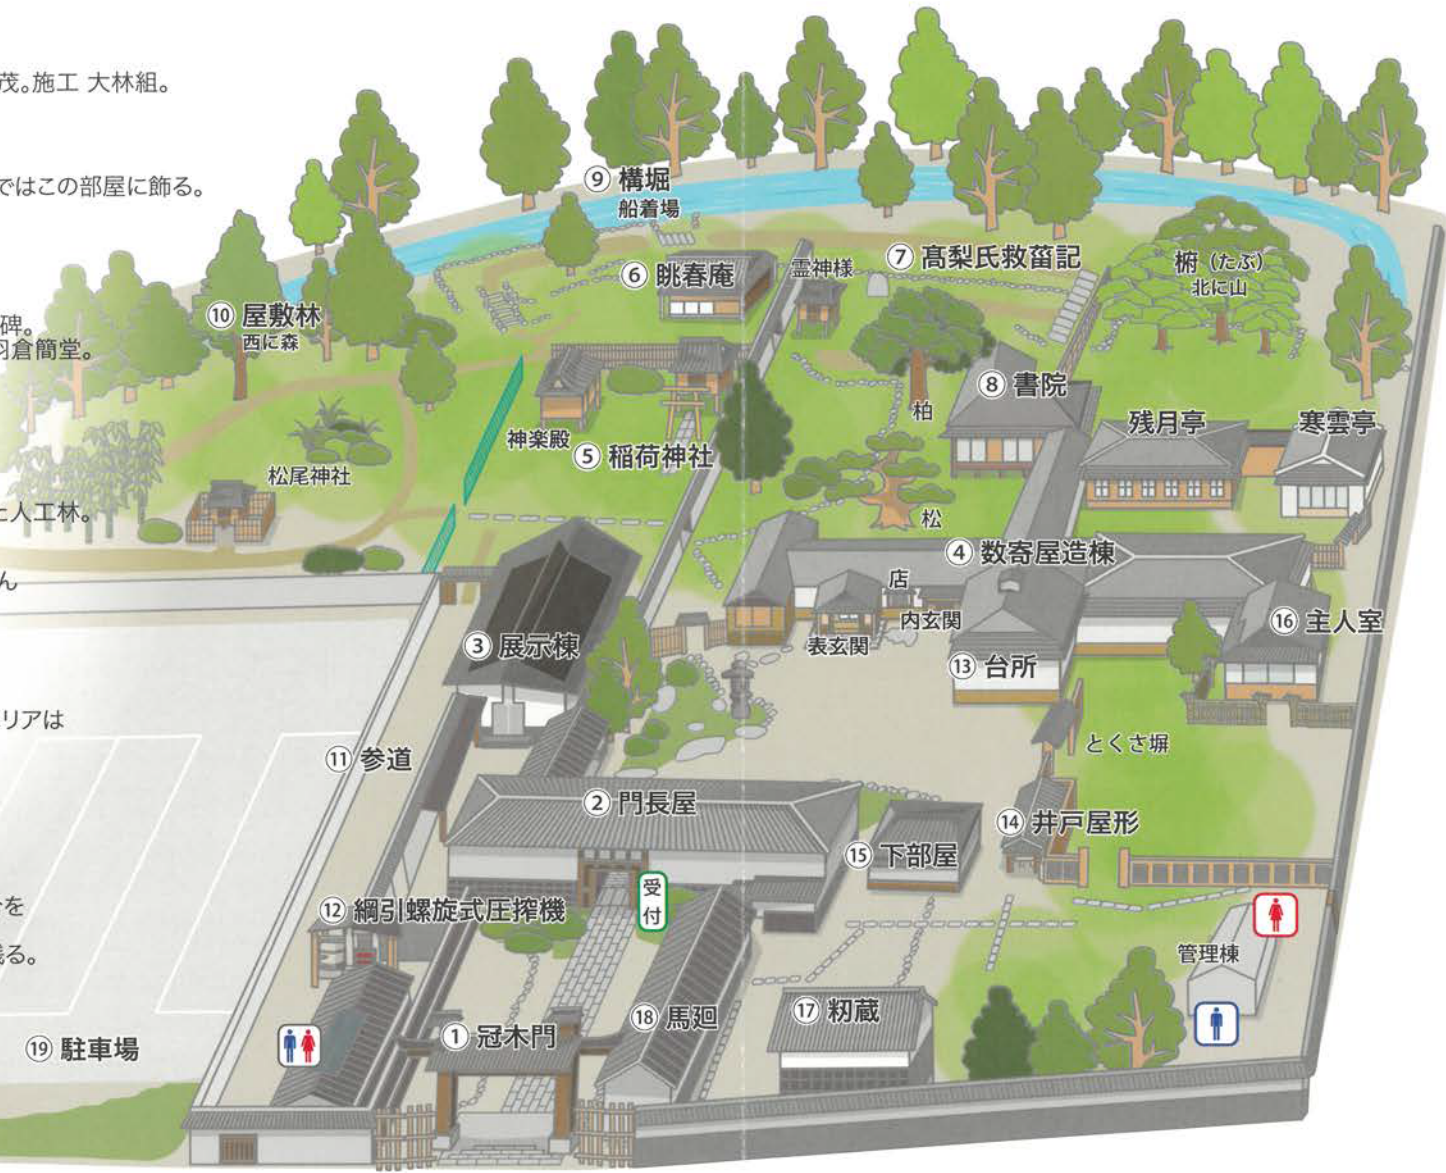 茂。施工 大林組。
ではこの部屋に飾る。
碑。
羽倉簡堂。
と人工林。
ん
リアは
を
残る。
⑨ 構堀
船着場
⑥ 眺春庵
霊神様
⑦ 髙梨氏救菑記
椨（たぶ）
北に山
⑩ 屋敷林
西に森
⑧ 書院
柏
残月亭
寒雲亭
神楽殿
⑤ 稲荷神社
松尾神社
松
④ 数寄屋造棟
店
内玄関
表玄関
⑯ 主人室
③ 展示棟
⑬ 台所
とくさ塀
⑪ 参道
② 門長屋
⑭ 井戸屋形
⑮ 下部屋
受付
⑫ 綱引螺旋式圧搾機
管理棟
⑰ 籾蔵
⑱ 馬廻
① 冠木門
⑲ 駐車場